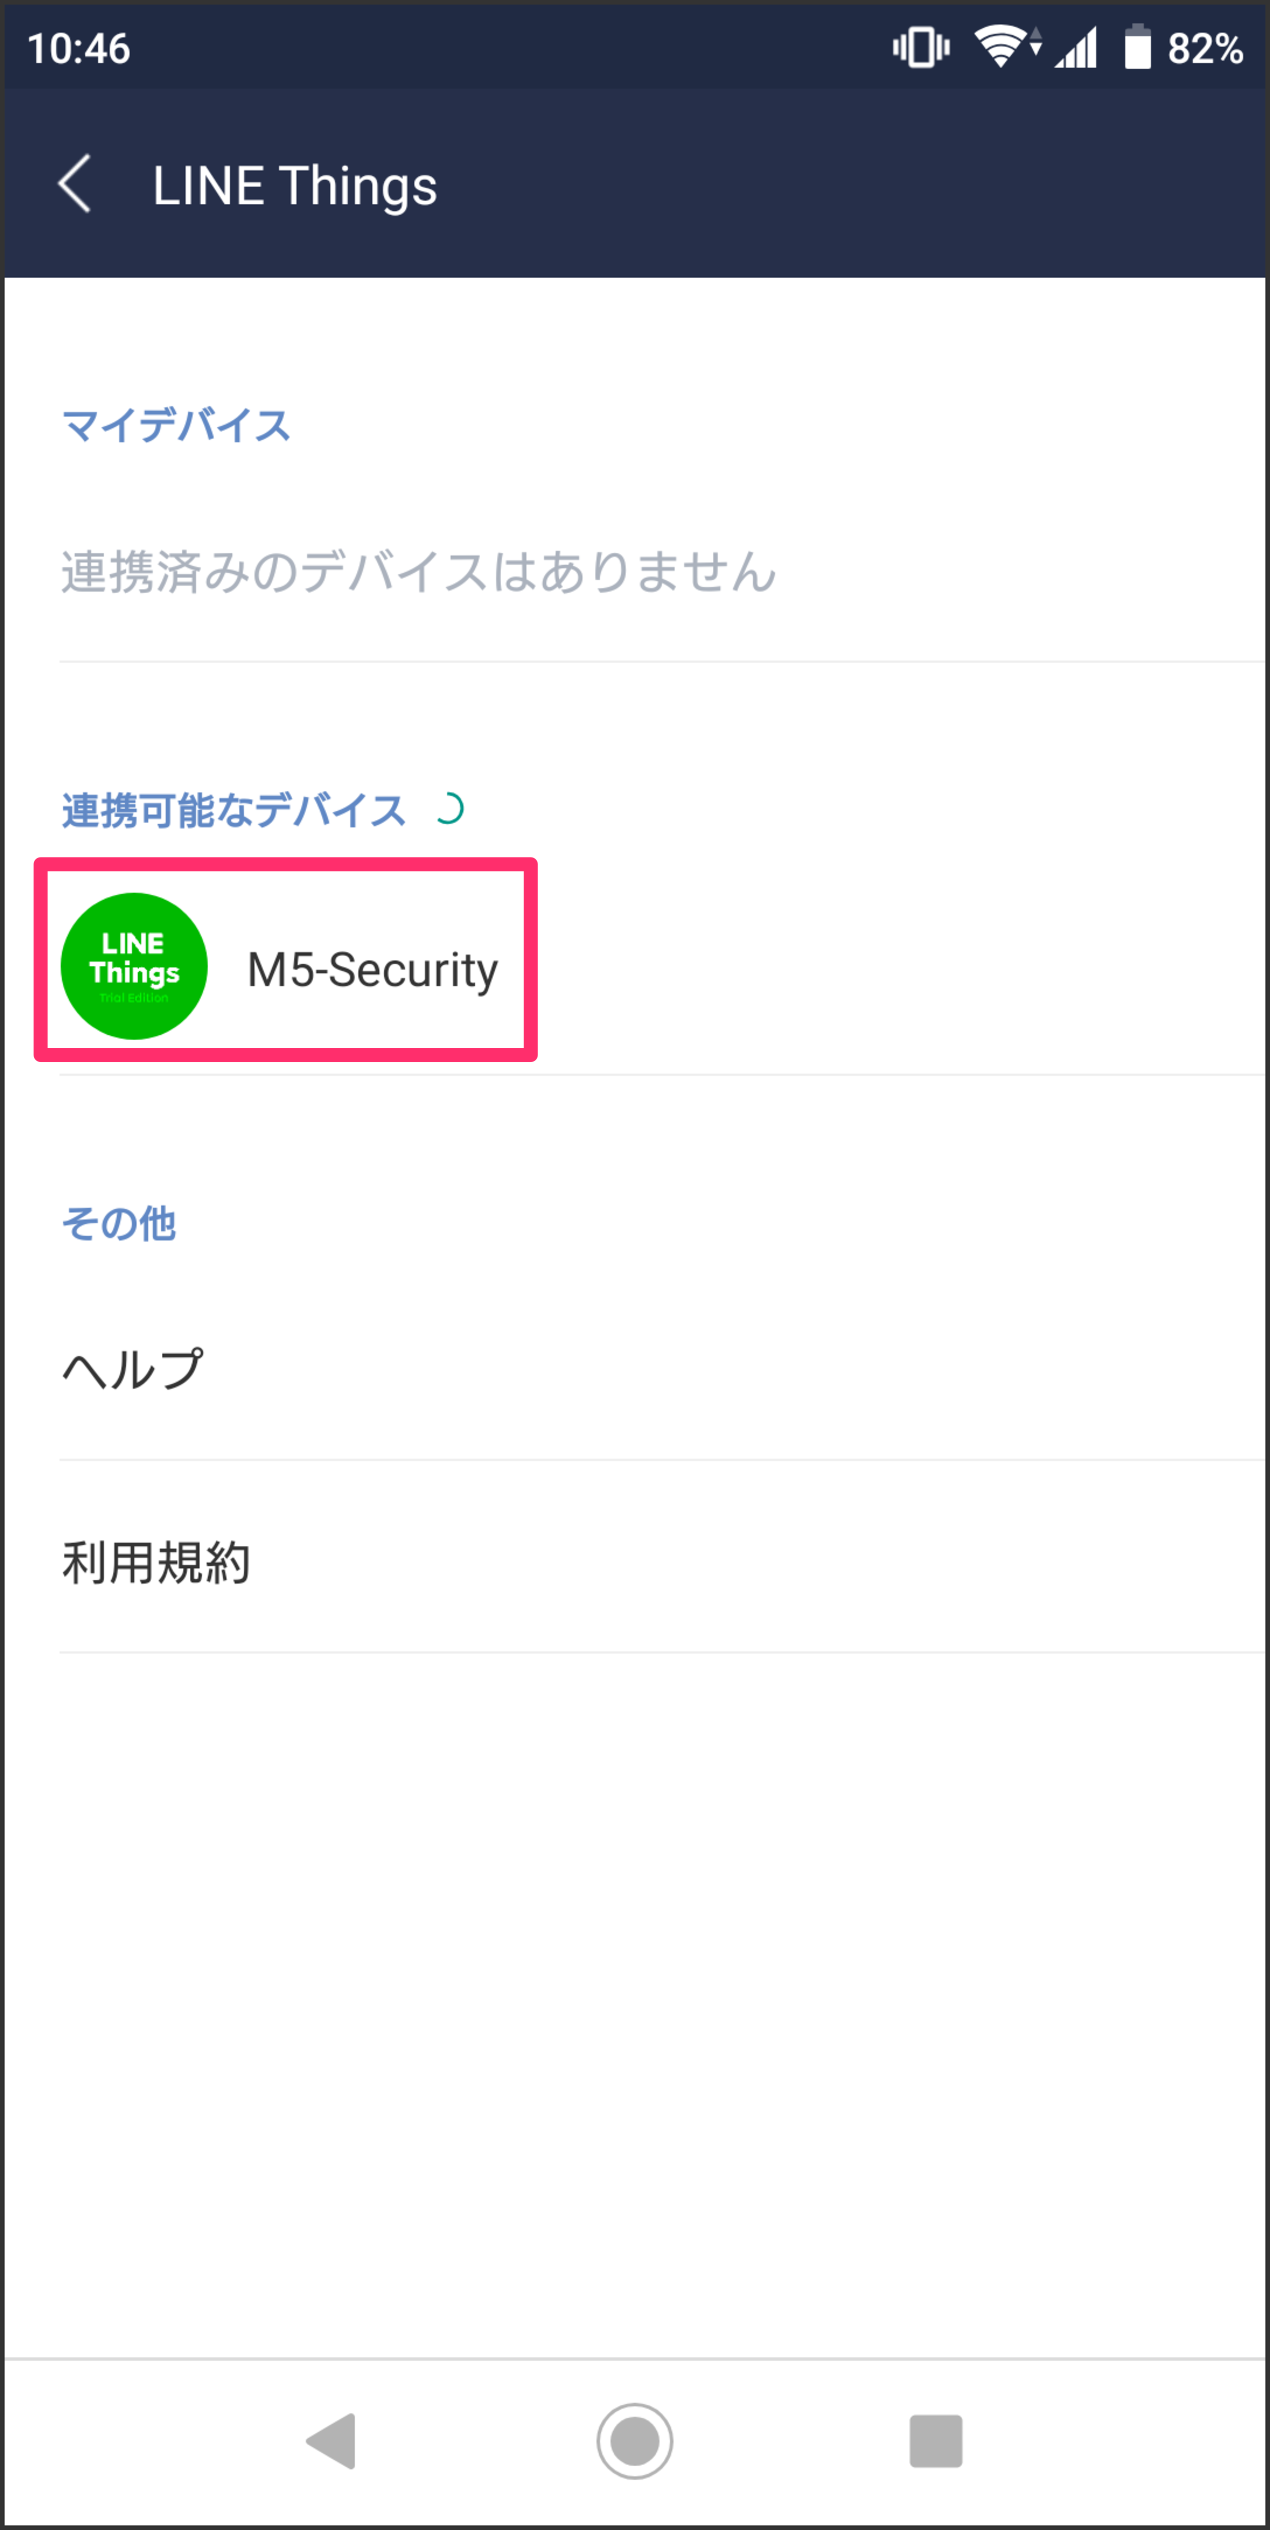 10:46
82%
LINE Things
マイデバイス
連携済みのデバイスはありません
連携可能なデバイス
LINE
Things
Trial Edition
M5-Security
その他
ヘルプ
利用規約